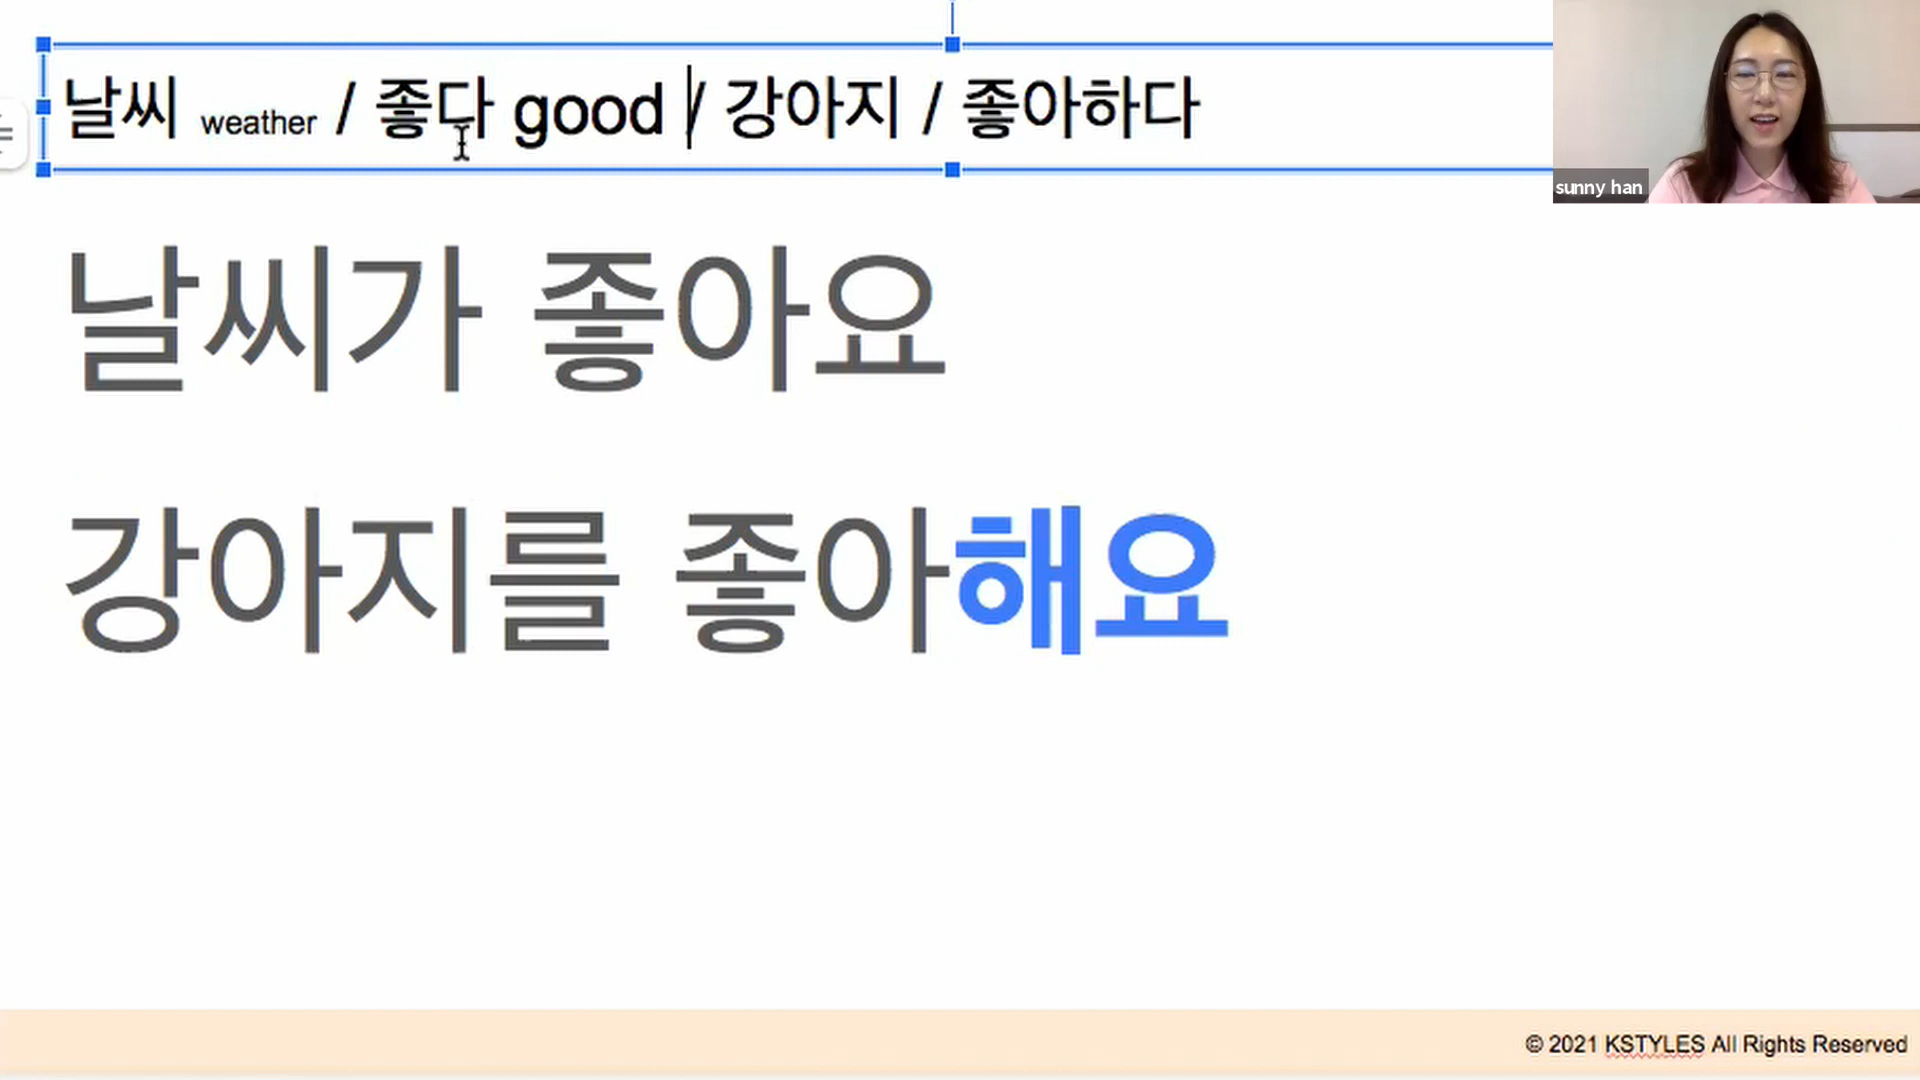 날씨 weather / 좋다 good / 강아지 / 좋아하다
sunny han
날씨가 좋아요
강아지를 좋아해요
© 2021 KSTYLES All Rights Reserved